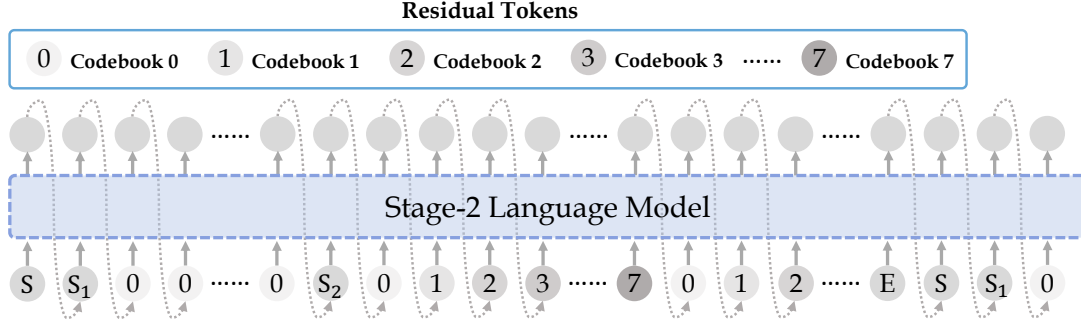 Residual Tokens
0 Codebook 0 1 Codebook 1 2 Codebook 2 3 Codebook 3 ...... 7 Codebook 7
...... ...... ......
Stage-2 Language Model
S S₁ 0 0 ...... 0 S₂ 0 1 2 3 ...... 7 0 1 2 ...... E S S₁ 0